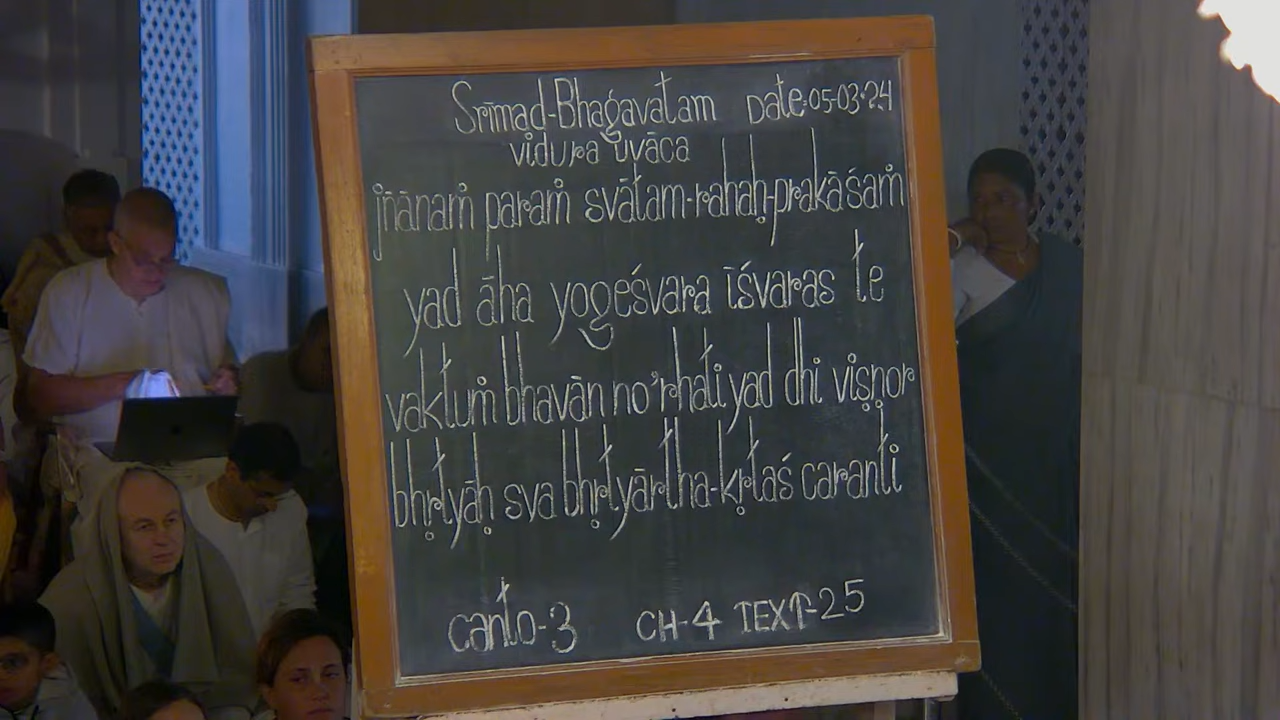 Srīmad-Bhagavatam Date:05-03-24
vidura uvāca
jñānaṁ paraṁ svātam-rahaḥ-prakāśaṁ
yad āha yogeśvara īśvaras te
vaktuṁ bhavān no'rhati yad dhi viṣṇor
bhṛtyāḥ sva bhṛtyārtha-kṛtaś caranti
canto-3 CH-4 TEXT-25